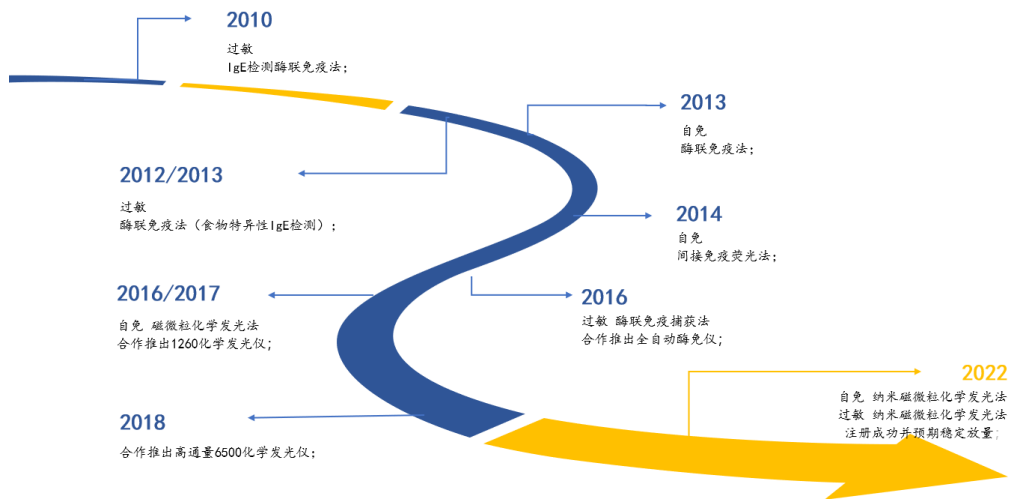 2010
过敏
IgE检测酶联免疫法;
2013
自免
酶联免疫法;
2012/2013
过敏
酶联免疫法（食物特异性IgE检测）;
2014
自免
间接免疫荧光法;
2016/2017
自免 磁微粒化学发光法
合作推出1260化学发光仪;
2016
过敏 酶联免疫捕获法
合作推出全自动酶免仪;
2022
自免 纳米磁微粒化学发光法
过敏 纳米磁微粒化学发光法
注册成功并预期稳定放量;
2018
合作推出高通量6500化学发光仪;